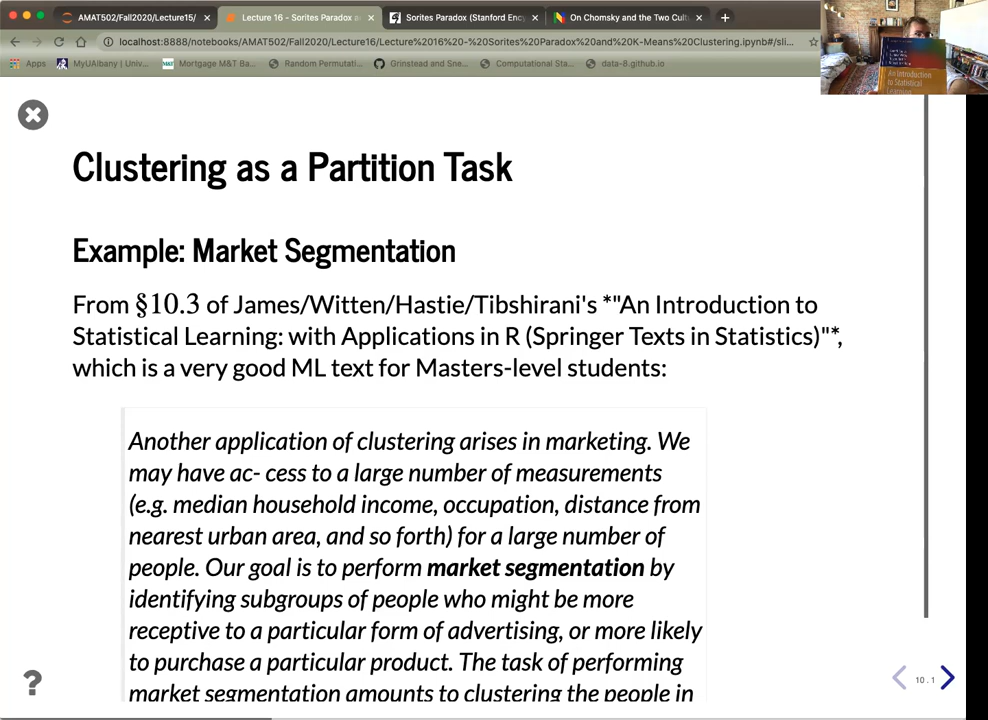 AMAT502/Fall2020/Lecture15/
Lecture 16 - Sorites Paradox a
Sorites Paradox (Stanford Enc
On Chomsky and the Two Cult
localhost:8888/notebooks/AMAT502/Fall2020/Lecture16/Lecture%2016%20-%20Sorites%20Paradox%20and%20K-Means%20Clustering.ipynb#/sli...
Apps MyUAlbany | Univ... Mortgage M&T Ba... Random Permutati... Grinstead and Sne... Computational Sta... data-8.github.io
An Introduction
to Statistical
Learning
Clustering as a Partition Task
Example: Market Segmentation
From §10.3 of James/Witten/Hastie/Tibshirani's *"An Introduction to
Statistical Learning: with Applications in R (Springer Texts in Statistics)"*,
which is a very good ML text for Masters-level students:
Another application of clustering arises in marketing. We
may have ac- cess to a large number of measurements
(e.g. median household income, occupation, distance from
nearest urban area, and so forth) for a large number of
people. Our goal is to perform market segmentation by
identifying subgroups of people who might be more
receptive to a particular form of advertising, or more likely
to purchase a particular product. The task of performing
market segmentation amounts to clustering the people in
?
10.1